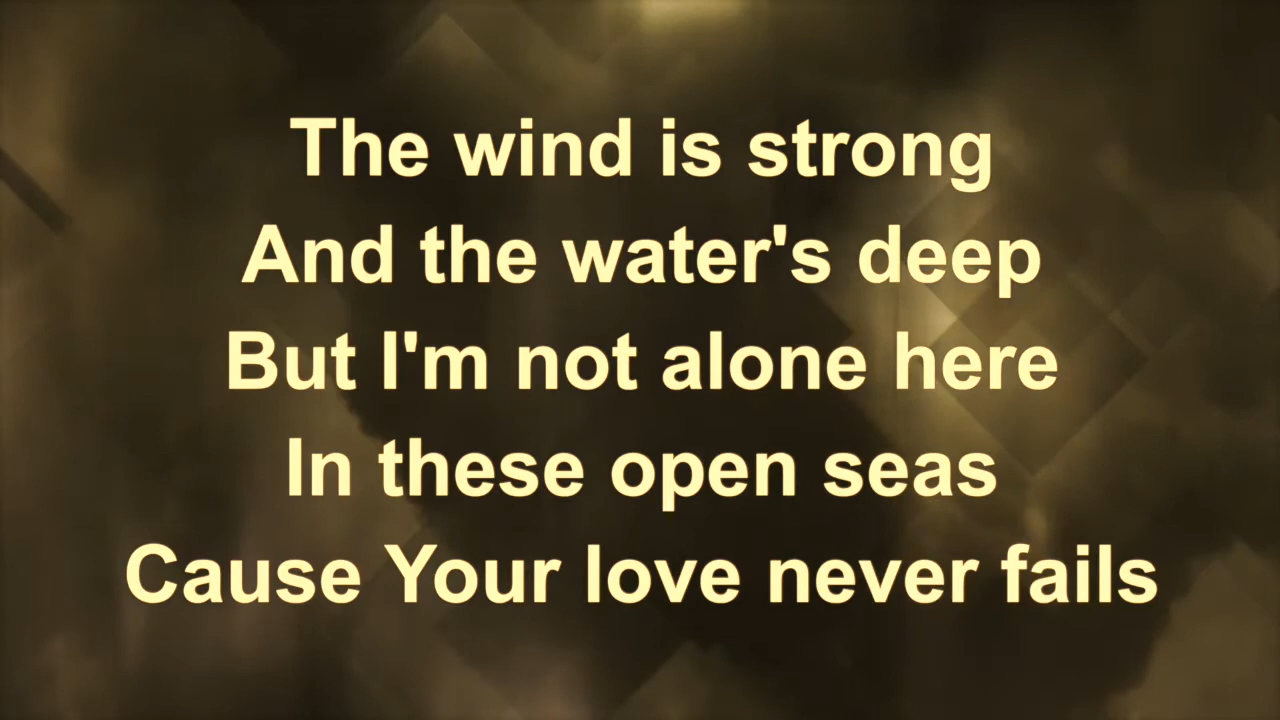 The wind is strong
And the water's deep
But I'm not alone here
In these open seas
Cause Your love never fails